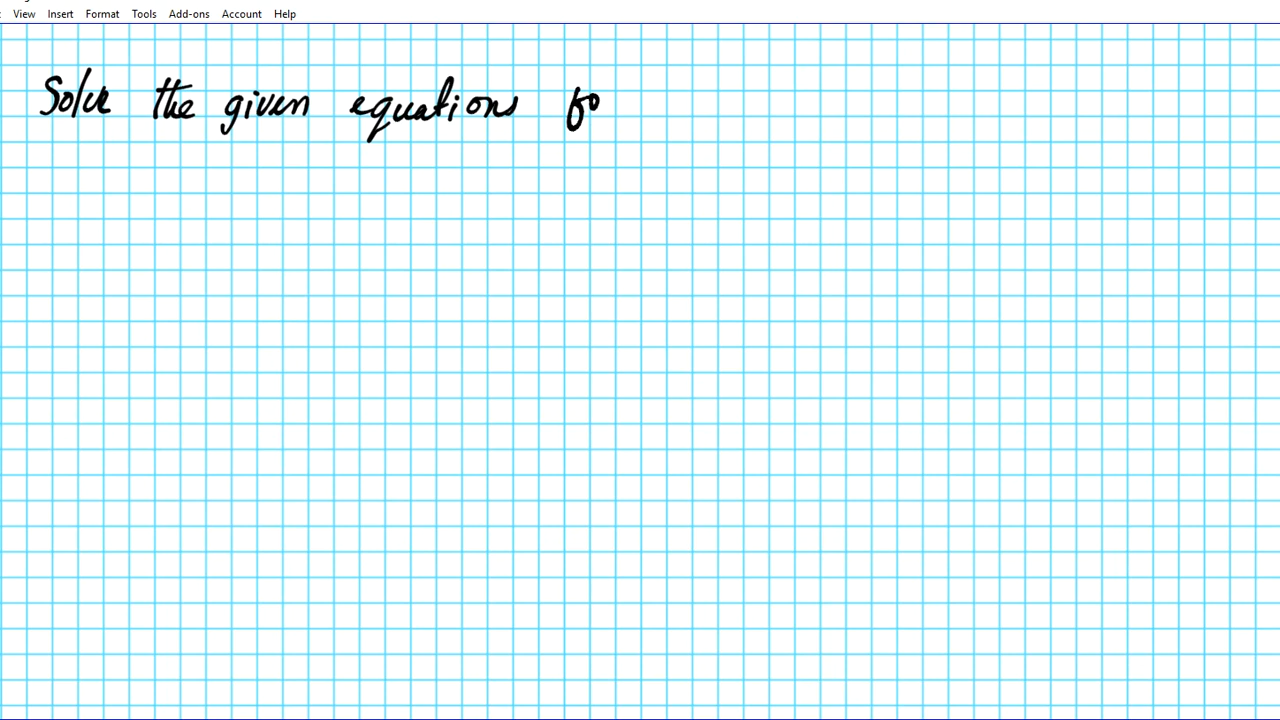 View Insert Format Tools Add-ons Account Help
Solve the given equations fo